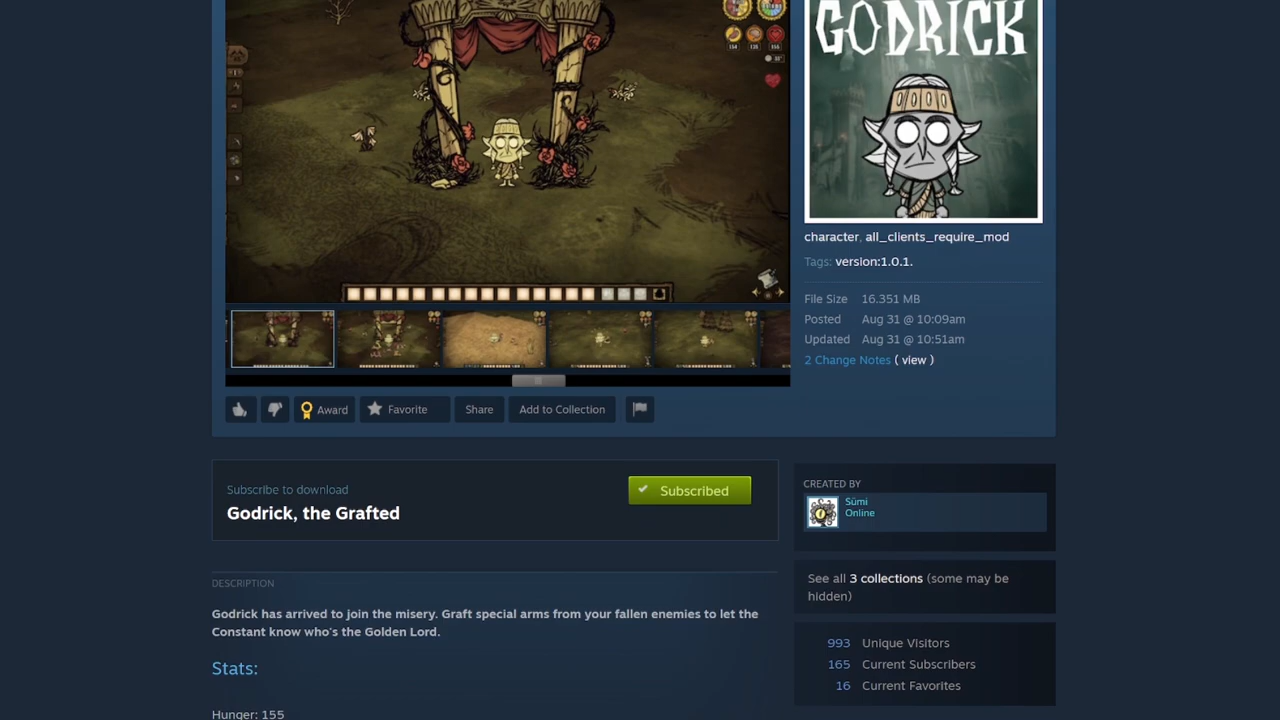 GODRICK
character, all_clients_require_mod
Tags: version:1.0.1.
File Size 16.351 MB
Posted Aug 31 @ 10:09am
Updated Aug 31 @ 10:51am
2 Change Notes ( view )
Award
Favorite
Share
Add to Collection
Subscribe to download
Godrick, the Grafted
Subscribed
DESCRIPTION
Godrick has arrived to join the misery. Graft special arms from your fallen enemies to let the
Constant know who's the Golden Lord.
Stats:
Hunger: 155
CREATED BY
Sümi
Online
See all 3 collections (some may be
hidden)
993 Unique Visitors
165 Current Subscribers
16 Current Favorites